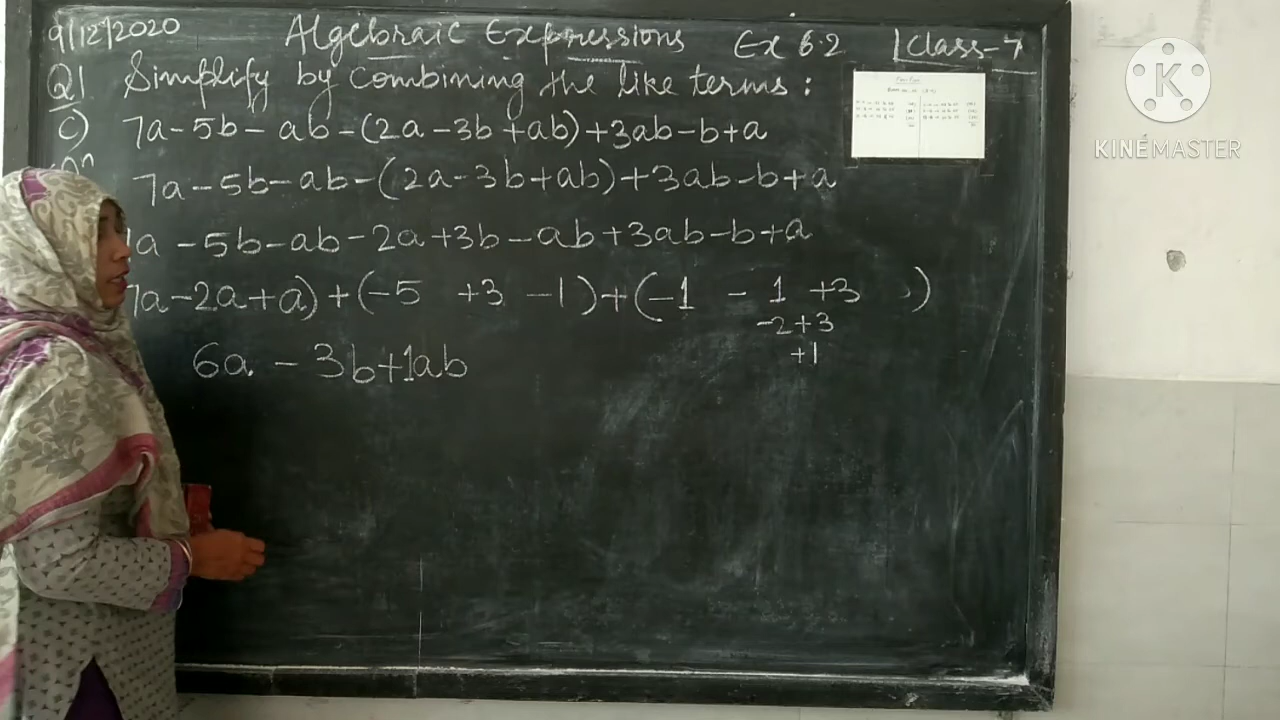 9/12/2020 Algebraic Expressions Ex 6.2 Class-7
Q1 Simplify by combining the like terms :
c) 7a-5b-ab-(2a-3b+ab)+3ab-b+a
7a-5b-ab-(2a-3b+ab)+3ab-b+a
a-5b-ab-2a+3b-ab+3ab-b+a
7a-2a+a)+(-5 +3 -1)+(-1 -1 +3 )
-2+3
+1
6a - 3b+1ab
K
KINEMASTER